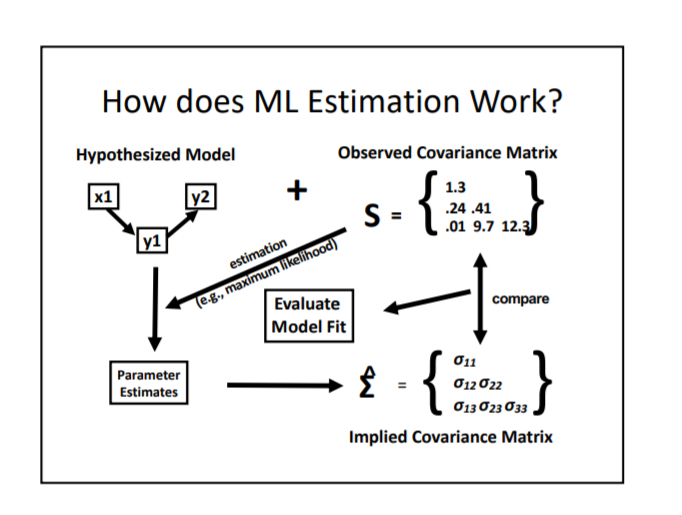 How does ML Estimation Work?
Hypothesized Model
Observed Covariance Matrix
x1
y2
y1
+
S = { 1.3
.24 .41
.01 9.7 12.3 }
estimation
(e.g., maximum likelihood)
Evaluate
Model Fit
compare
Parameter
Estimates
Σ̂ = { σ11
σ12 σ22
σ13 σ23 σ33 }
Implied Covariance Matrix